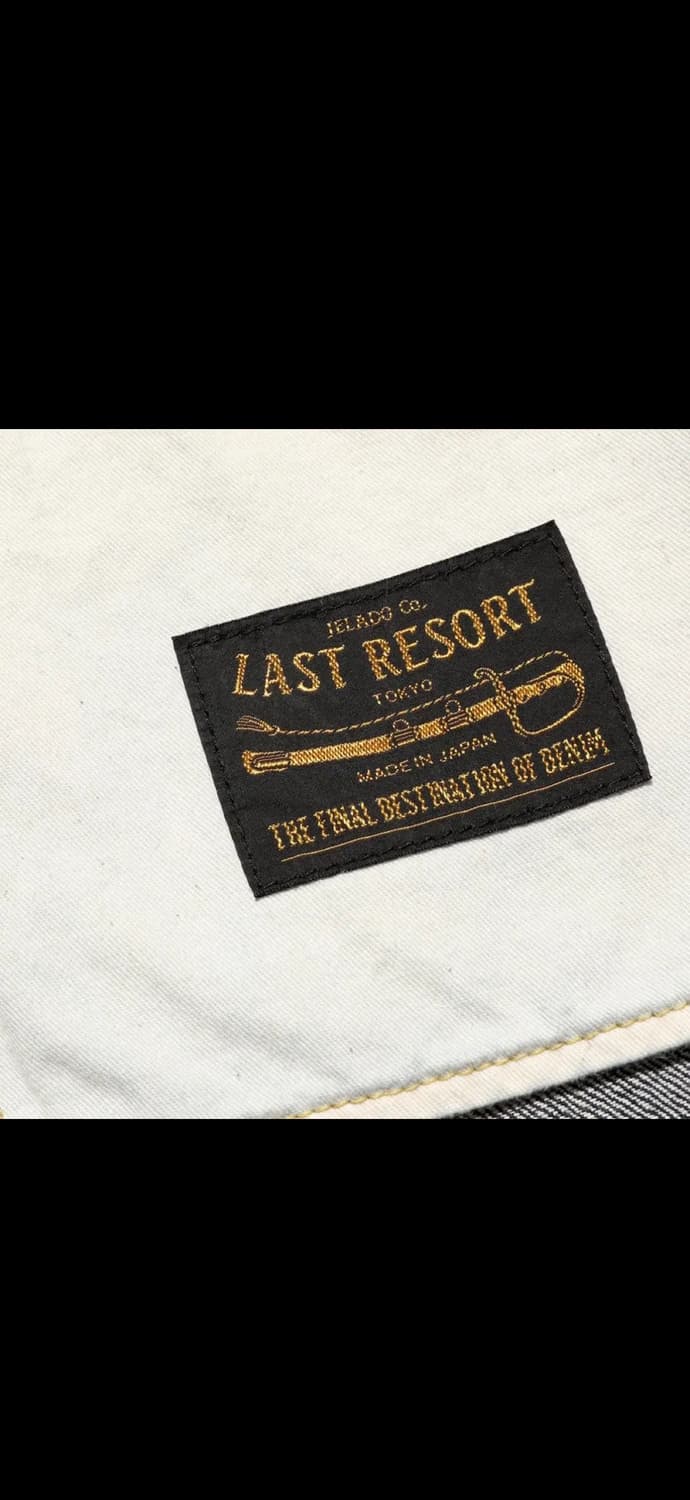 JELADO Co.
LAST RESORT
TOKYO
MADE IN JAPAN
THE FINAL DESTINATION OF DENIM